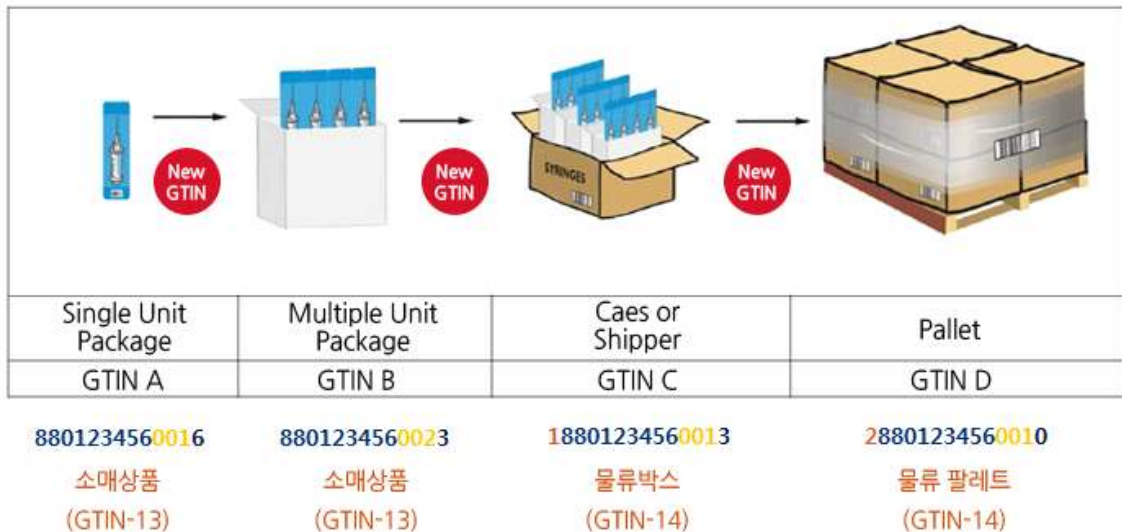 New
GTIN
New
GTIN
New
GTIN
SYRINGES
Single Unit
Package
Multiple Unit
Package
Caes or
Shipper
Pallet
GTIN A
GTIN B
GTIN C
GTIN D
8801234560016
8801234560023
18801234560013
28801234560010
소매상품
소매상품
물류박스
물류 팔레트
(GTIN-13)
(GTIN-13)
(GTIN-14)
(GTIN-14)